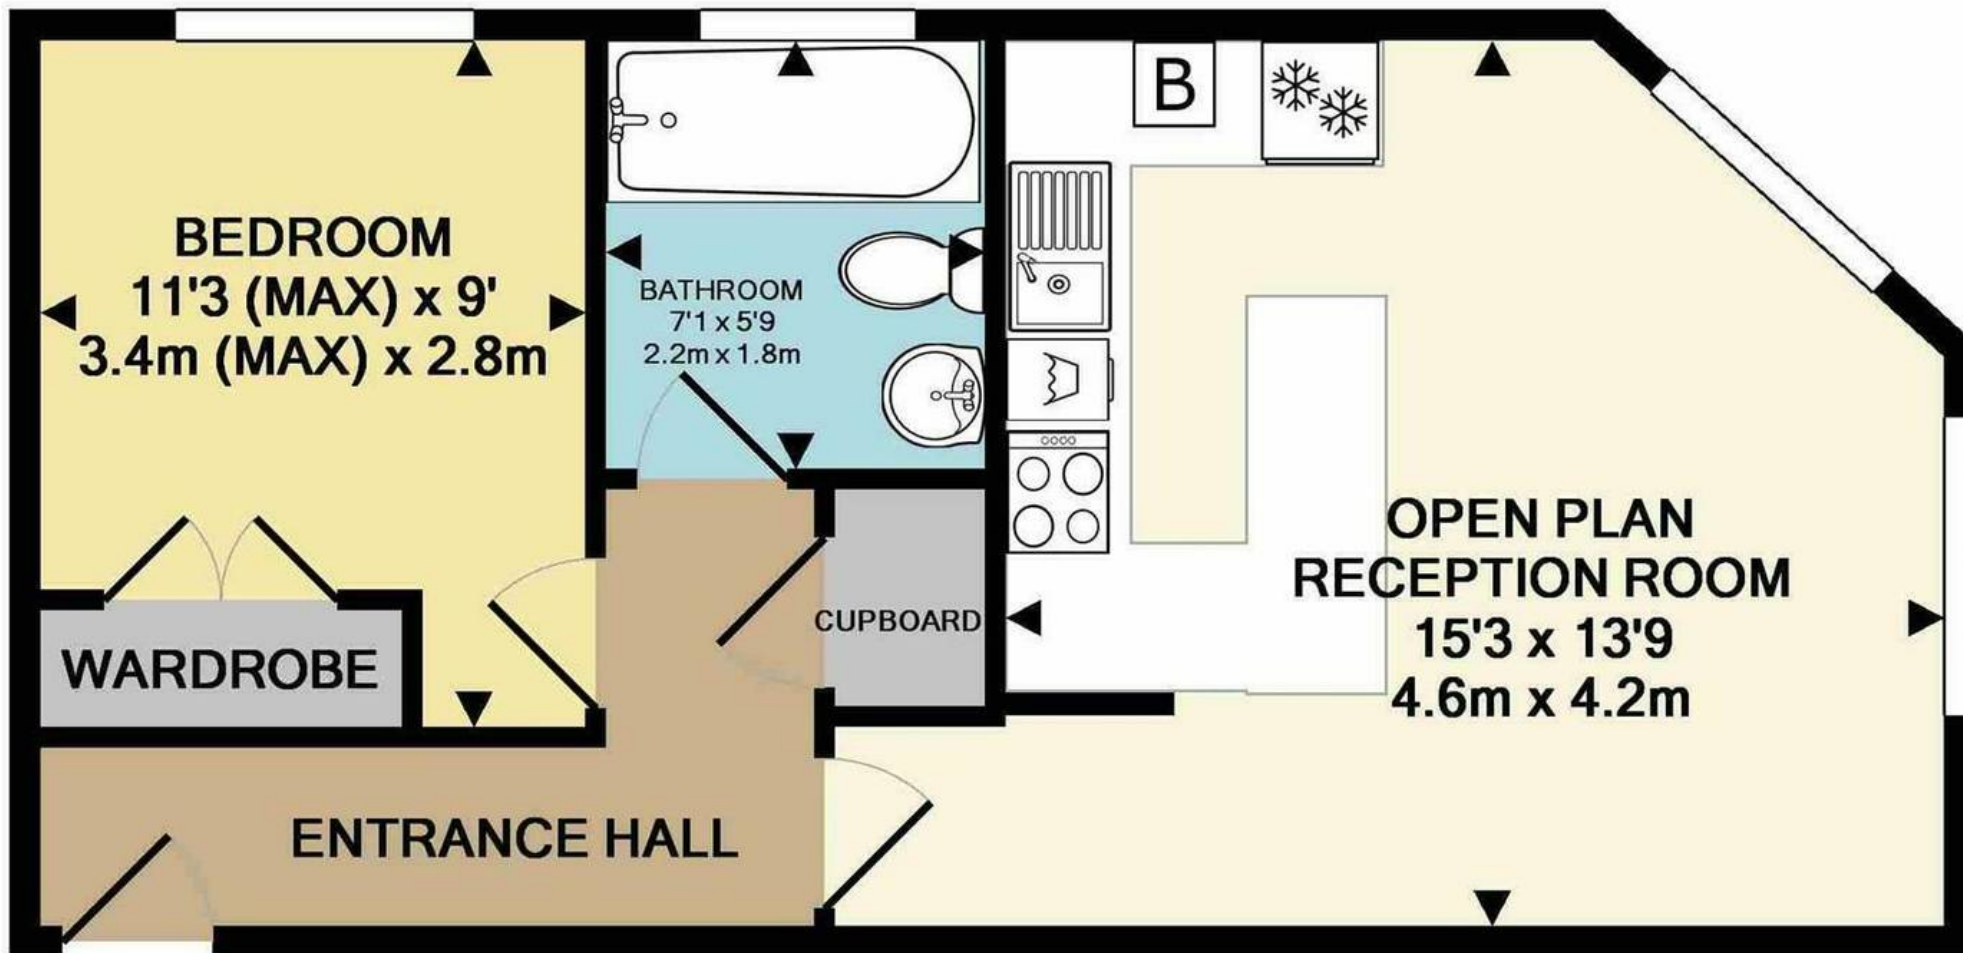 BEDROOM
11'3 (MAX) x 9'
3.4m (MAX) x 2.8m
BATHROOM
7'1 x 5'9
2.2m x 1.8m
B
OPEN PLAN
RECEPTION ROOM
15'3 x 13'9
4.6m x 4.2m
CUPBOARD
WARDROBE
ENTRANCE HALL